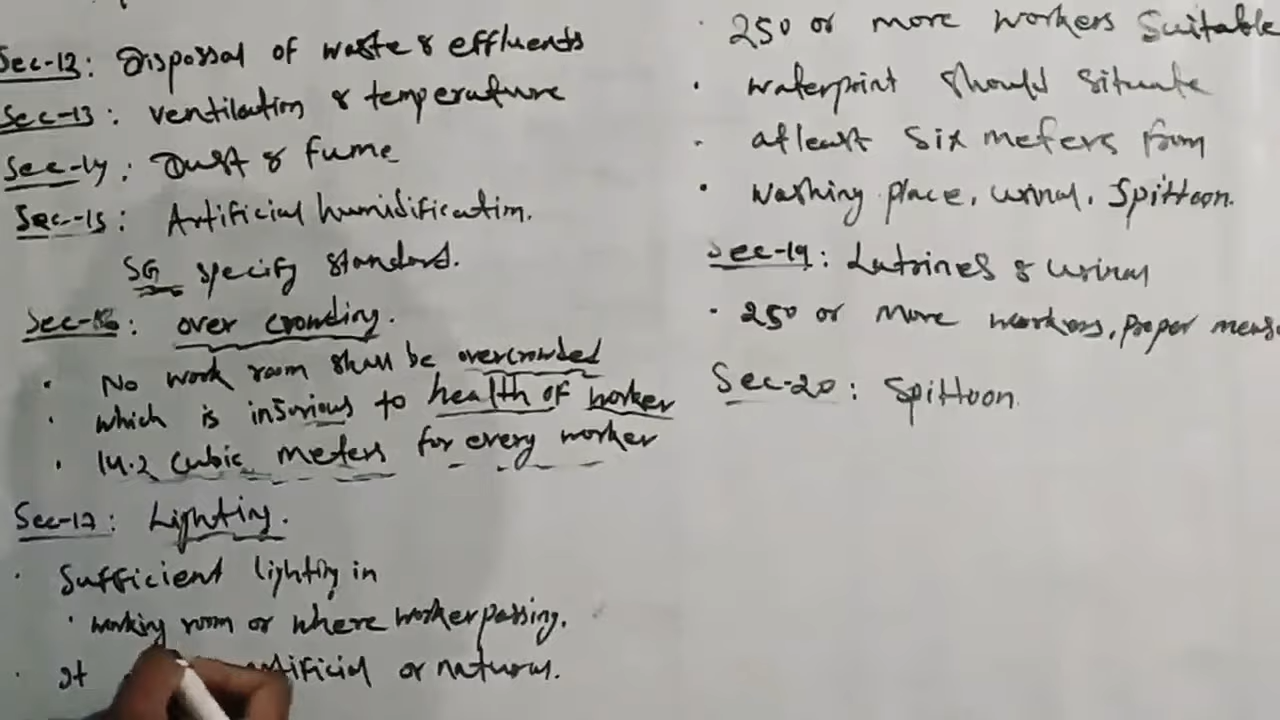 Sec-12: Disposal of waste & effluents
Sec-13: ventilation & temperature
Sec-14: Dust & fume
Sec-15: Artificial humidification.
SG specify standard.
Sec-16: over crowding.
· No work room shall be overcrowded
· which is injurious to health of worker
· 14.2 cubic meters for every worker
Sec-17: Lighting.
· Sufficient lighting in
· working room or where worker passing.
· It artificial or natural.
· 250 or more workers Suitable
· waterpoint should situate
· atleast six meters from
· washing place, urinal, Spittoon.
Sec-19: Latrines & urinal
· 250 or more workers, proper
Sec-20: Spittoon.